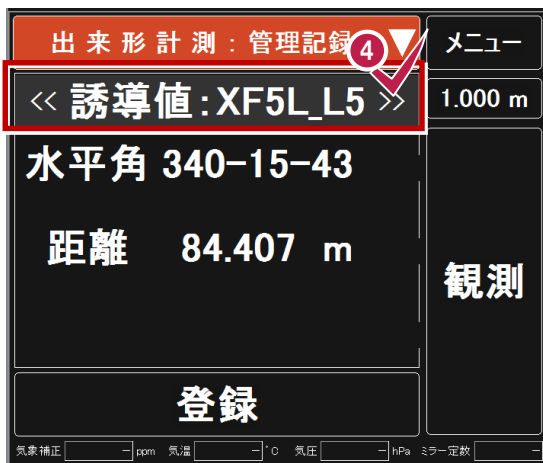 出来形計測:管理記録 ▼
4
メニュー
<< 誘導値:XF5L_L5 >>
1.000 m
水平角 340-15-43
距離 84.407 m
観測
登録
気象補正 - ppm 気温 - °C 気圧 - hPa ミラー定数 -